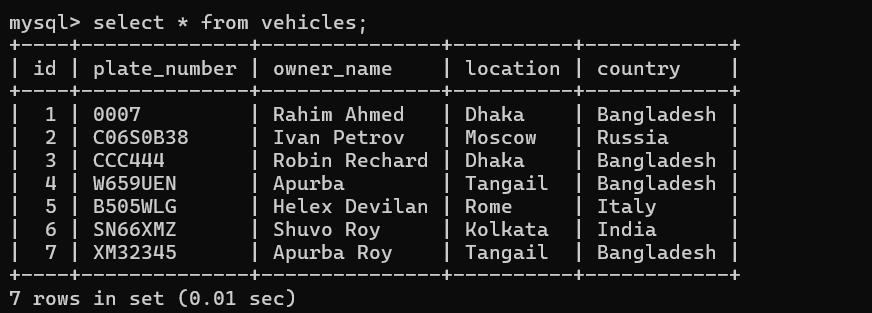 mysql> select * from vehicles;
+----+--------------+---------------+----------+------------+
| id | plate_number | owner_name    | location | country    |
+----+--------------+---------------+----------+------------+
|  1 | 0007         | Rahim Ahmed   | Dhaka    | Bangladesh |
|  2 | C06S0B38     | Ivan Petrov   | Moscow   | Russia     |
|  3 | CCC444       | Robin Rechard | Dhaka    | Bangladesh |
|  4 | W659UEN      | Apurba        | Tangail  | Bangladesh |
|  5 | B505WLG      | Helex Devilan | Rome     | Italy      |
|  6 | SN66XMZ      | Shuvo Roy     | Kolkata  | India      |
|  7 | XM32345      | Apurba Roy    | Tangail  | Bangladesh |
+----+--------------+---------------+----------+------------+
7 rows in set (0.01 sec)